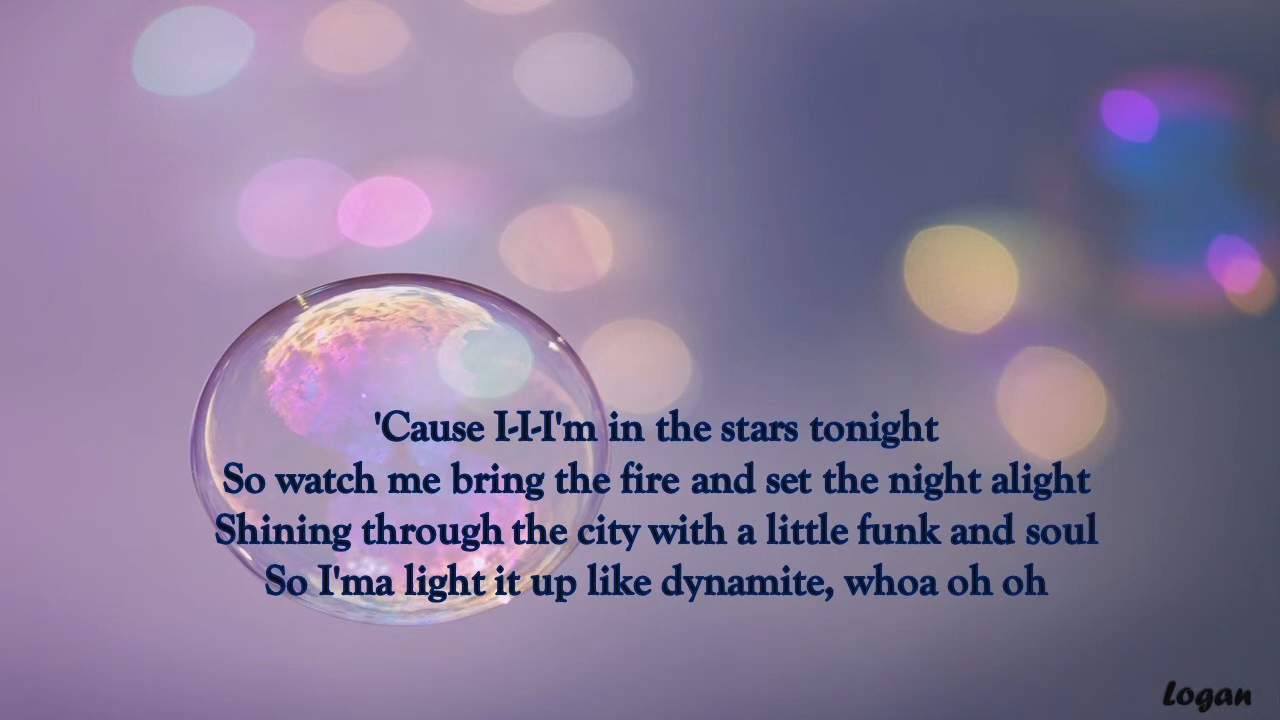 'Cause I-I-I'm in the stars tonight
So watch me bring the fire and set the night alight
Shining through the city with a little funk and soul
So I'ma light it up like dynamite, whoa oh oh
Logan